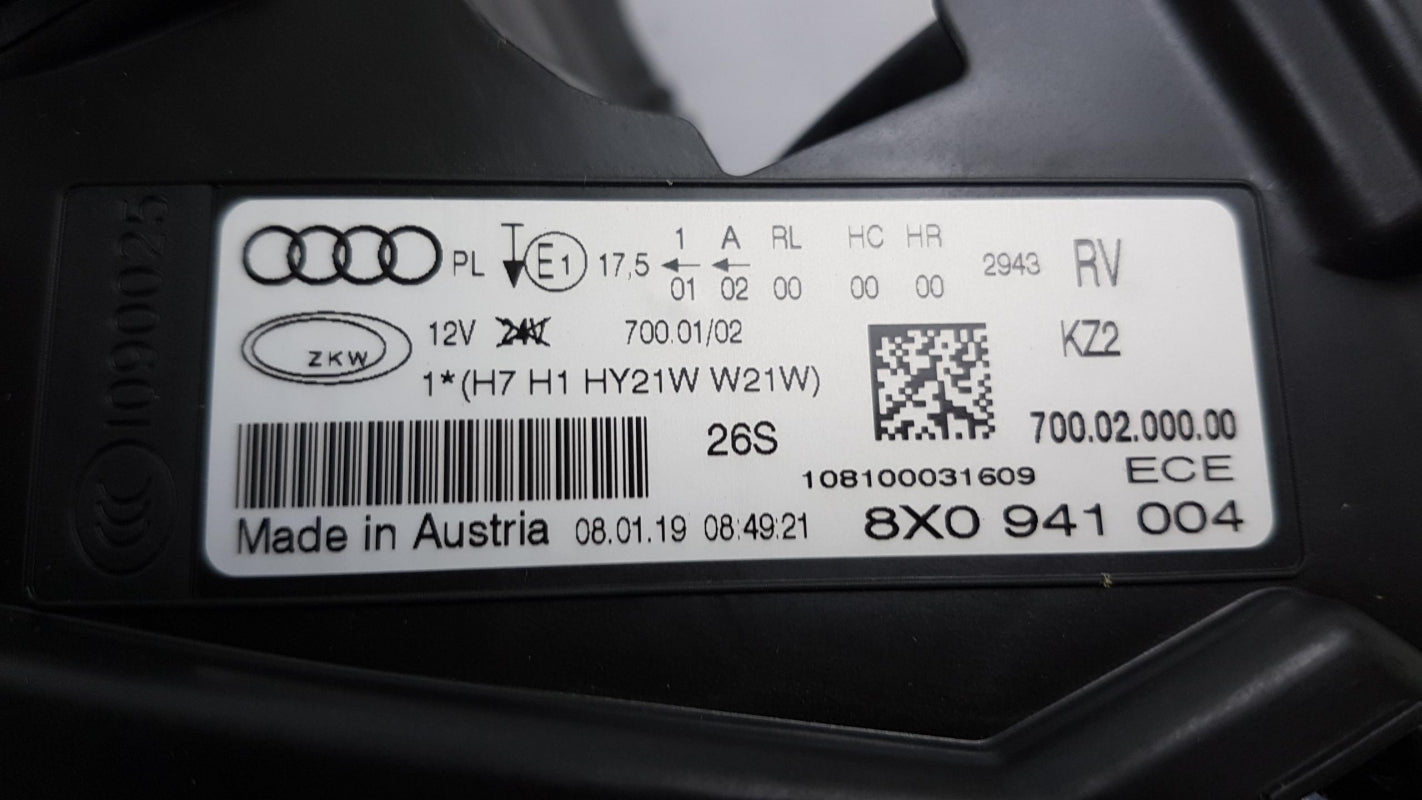 PL E1 17,5 1 A RL HC HR 2943 RV
01 02 00 00 00
ZKW 12V 24V 700.01/02 KZ2
1*(H7 H1 HY21W W21W)
26S 700.02.000.00
108100031609 ECE
Made in Austria 08.01.19 08:49:21 8X0 941 004
CCC 1090025